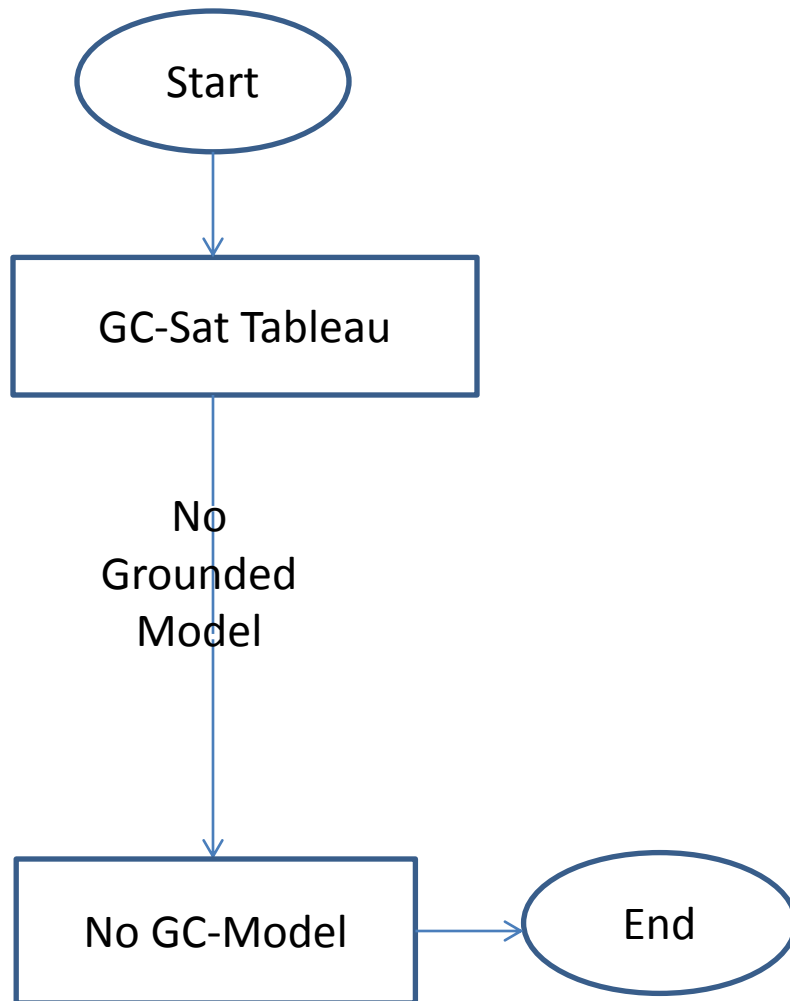 Start
GC-Sat Tableau
No
Grounded
Model
No GC-Model
End